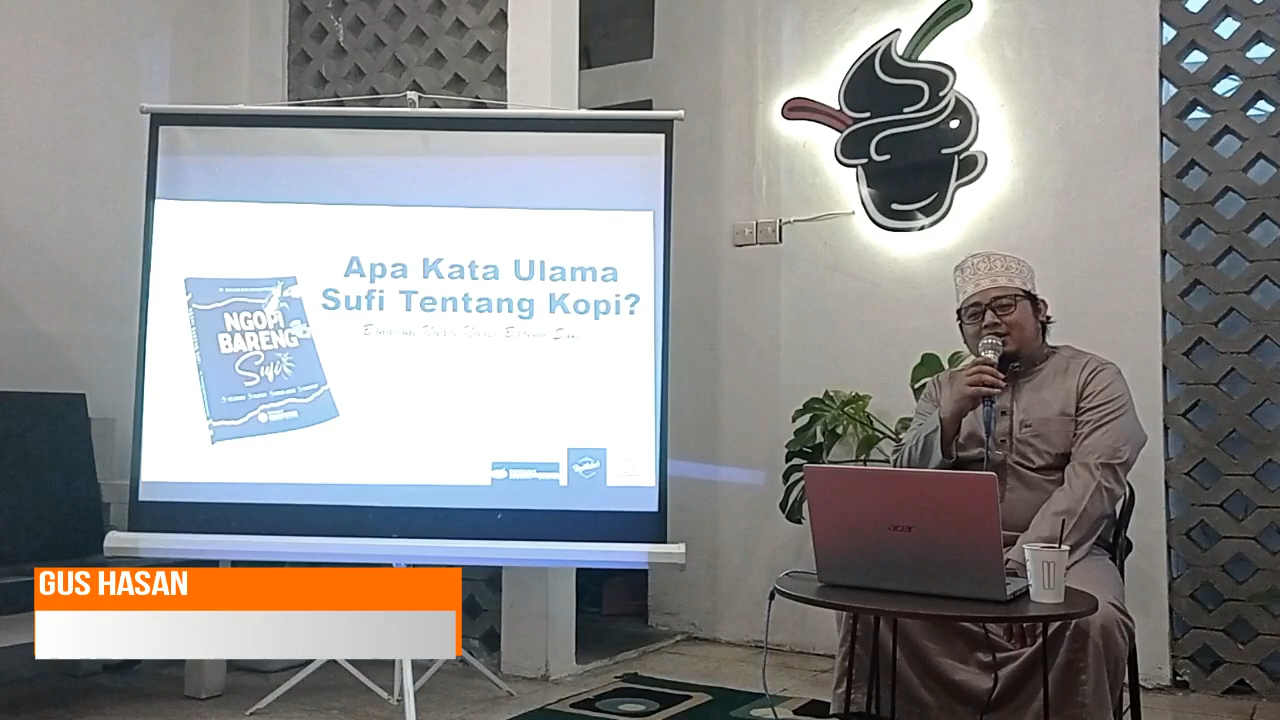 Apa Kata Ulama
Sufi Tentang Kopi?
NGOPI
BARENG
Sufi
acer
GUS HASAN